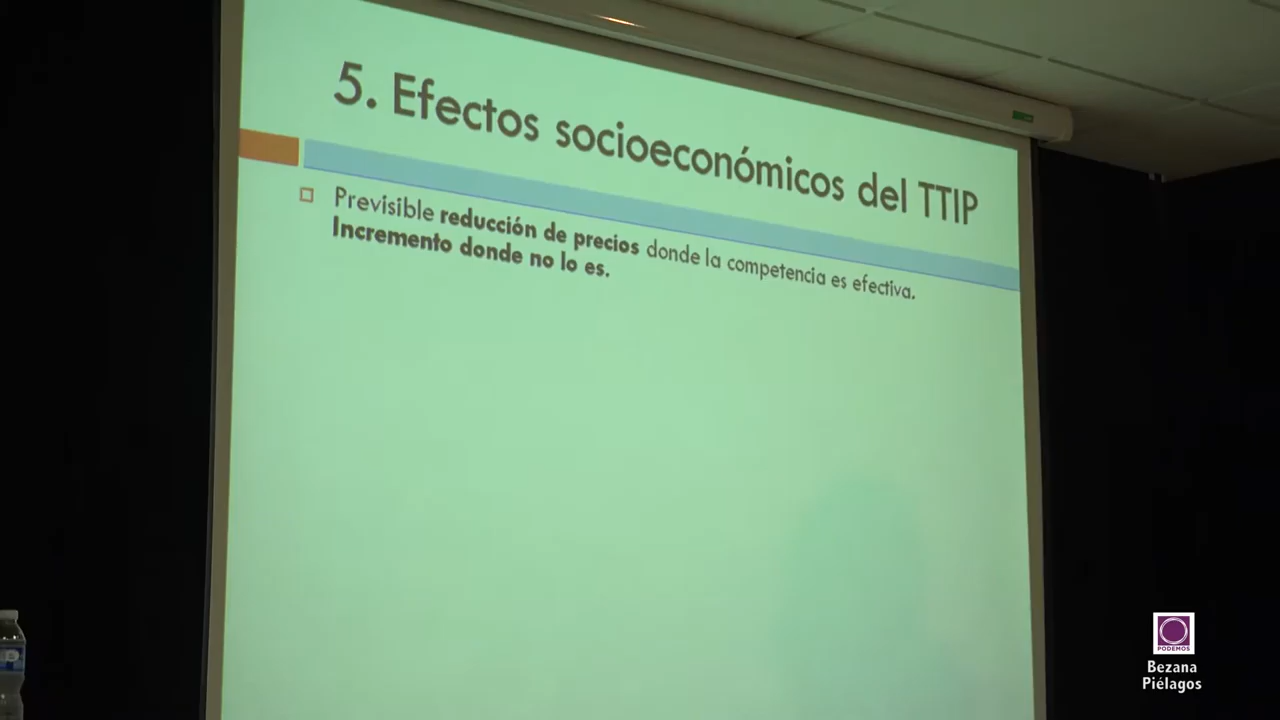 5. Efectos socioeconómicos del TTIP
Previsible reducción de precios donde la competencia es efectiva.
Incremento donde no lo es.
PODEMOS
Bezana
Piélagos